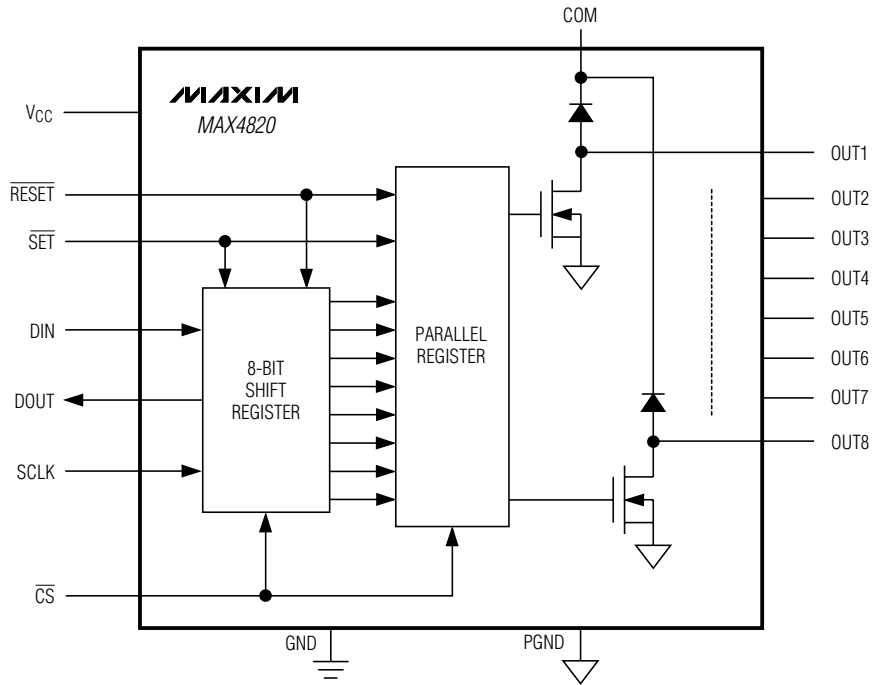 COM
MAXIM
MAX4820
VCC
RESET
SET
DIN
DOUT
SCLK
CS
8-BIT
SHIFT
REGISTER
PARALLEL
REGISTER
OUT1
OUT2
OUT3
OUT4
OUT5
OUT6
OUT7
OUT8
GND
PGND